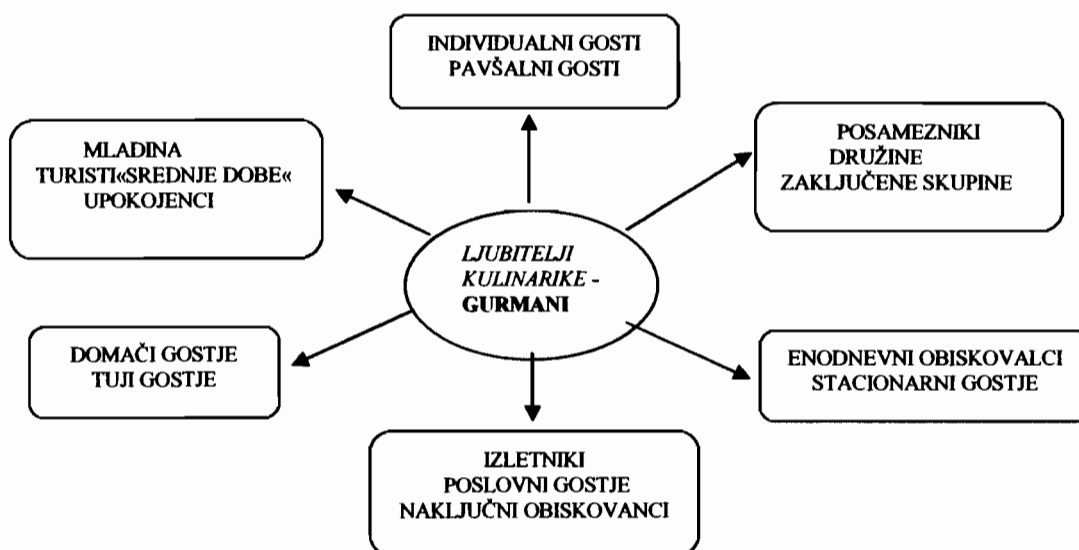 INDIVIDUALNI GOSTI
PAVŠALNI GOSTI
MLADINA
TURISTI«SREDNJE DOBE«
UPOKOJENCI
POSAMEZNIKI
DRUŽINE
ZAKLJUČENE SKUPINE
LJUBITELJI
KULINARIKE -
GURMANI
DOMAČI GOSTJE
TUJI GOSTJE
ENODNEVNI OBISKOVALCI
STACIONARNI GOSTJE
IZLETNIKI
POSLOVNI GOSTJE
NAKLJUČNI OBISKOVANCI